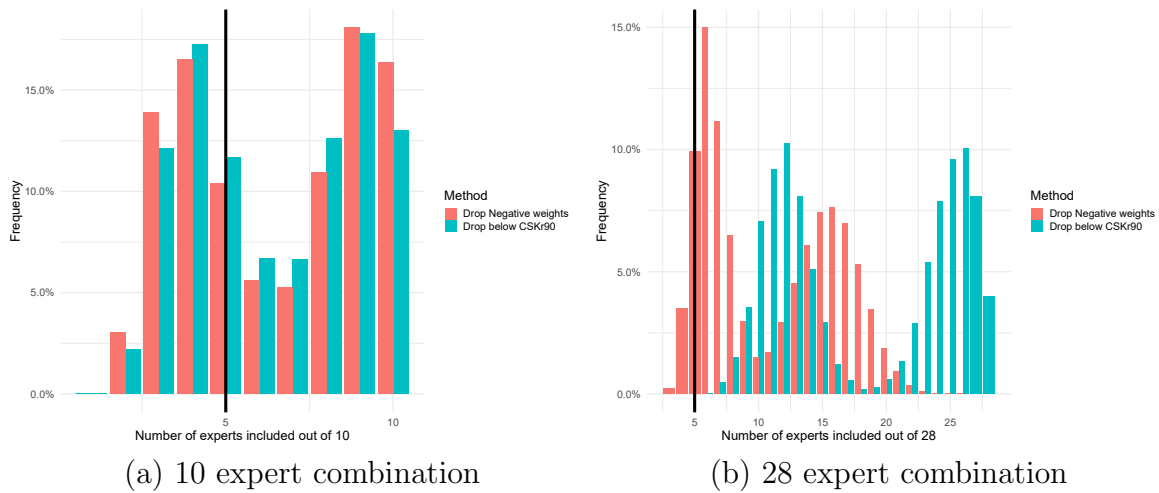 15.0%
10.0%
5.0%
0.0%
Frequency
5
10
Number of experts included out of 10
Method
Drop Negative weights
Drop below CSKr90
(a) 10 expert combination
15.0%
10.0%
5.0%
0.0%
Frequency
5
10
15
20
25
Number of experts included out of 28
Method
Drop Negative weights
Drop below CSKr90
(b) 28 expert combination